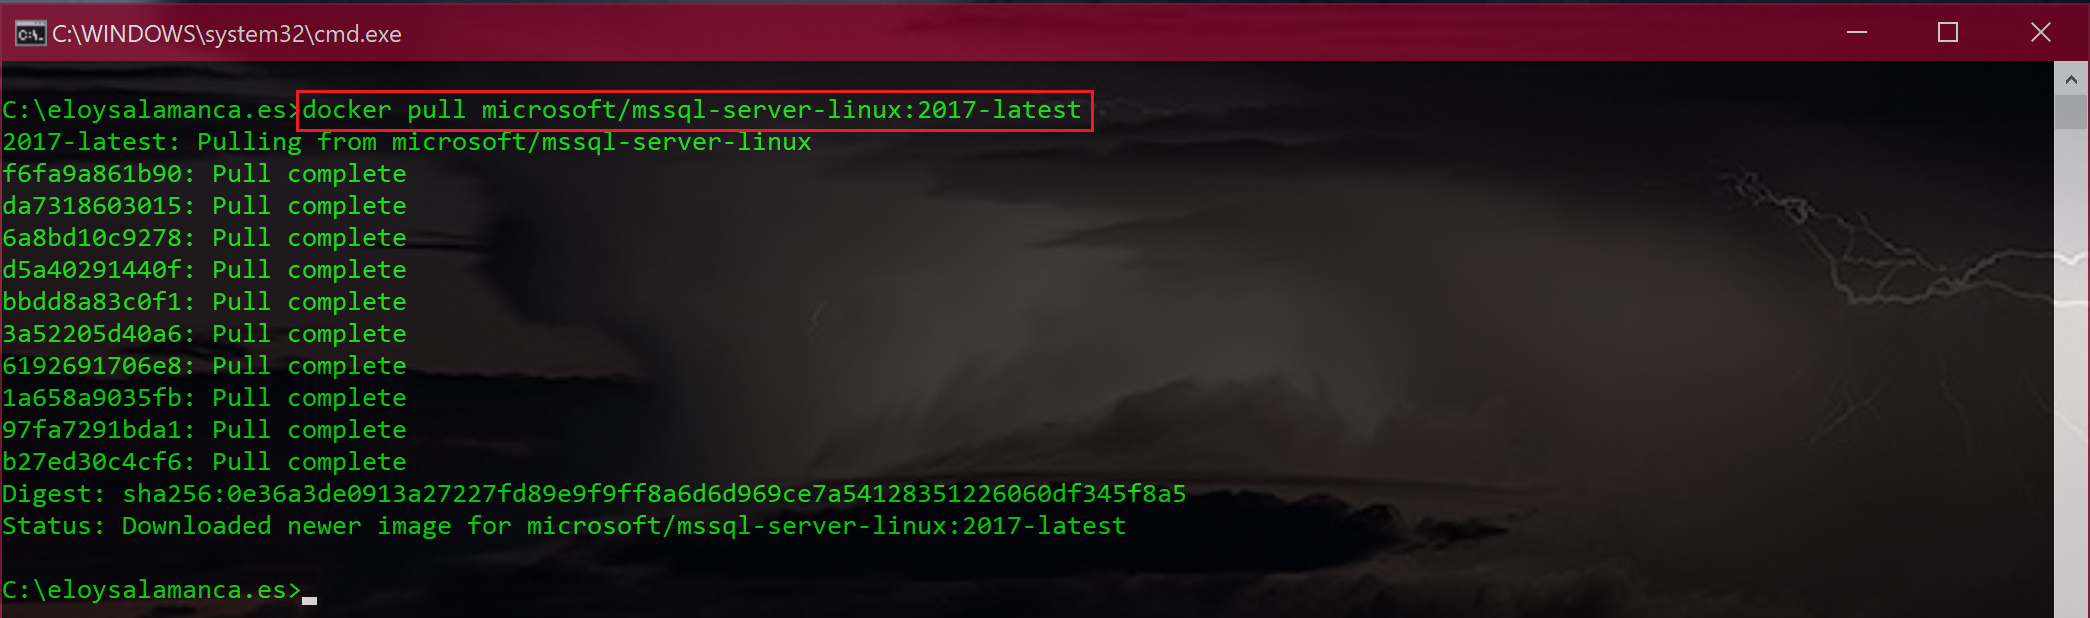 C:\WINDOWS\system32\cmd.exe
C:\eloysalamanca.es>docker pull microsoft/mssql-server-linux:2017-latest
2017-latest: Pulling from microsoft/mssql-server-linux
f6fa9a861b90: Pull complete
da7318603015: Pull complete
6a8bd10c9278: Pull complete
d5a40291440f: Pull complete
bbdd8a83c0f1: Pull complete
3a52205d40a6: Pull complete
6192691706e8: Pull complete
1a658a9035fb: Pull complete
97fa7291bda1: Pull complete
b27ed30c4cf6: Pull complete
Digest: sha256:0e36a3de0913a27227fd89e9f9ff8a6d6d969ce7a54128351226060df345f8a5
Status: Downloaded newer image for microsoft/mssql-server-linux:2017-latest
C:\eloysalamanca.es>